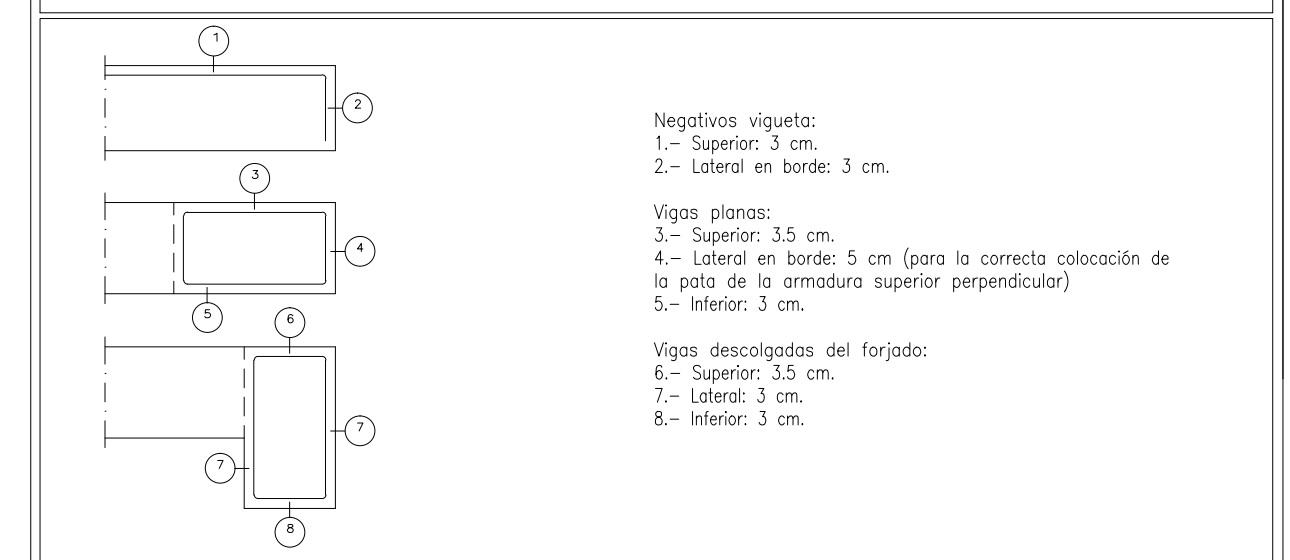 1
2
3
4
5
6
7
7
8
Negativos vigueta:
1.- Superior: 3 cm.
2.- Lateral en borde: 3 cm.
Vigas planas:
3.- Superior: 3.5 cm.
4.- Lateral en borde: 5 cm (para la correcta colocación de
la pata de la armadura superior perpendicular)
5.- Inferior: 3 cm.
Vigas descolgadas del forjado:
6.- Superior: 3.5 cm.
7.- Lateral: 3 cm.
8.- Inferior: 3 cm.